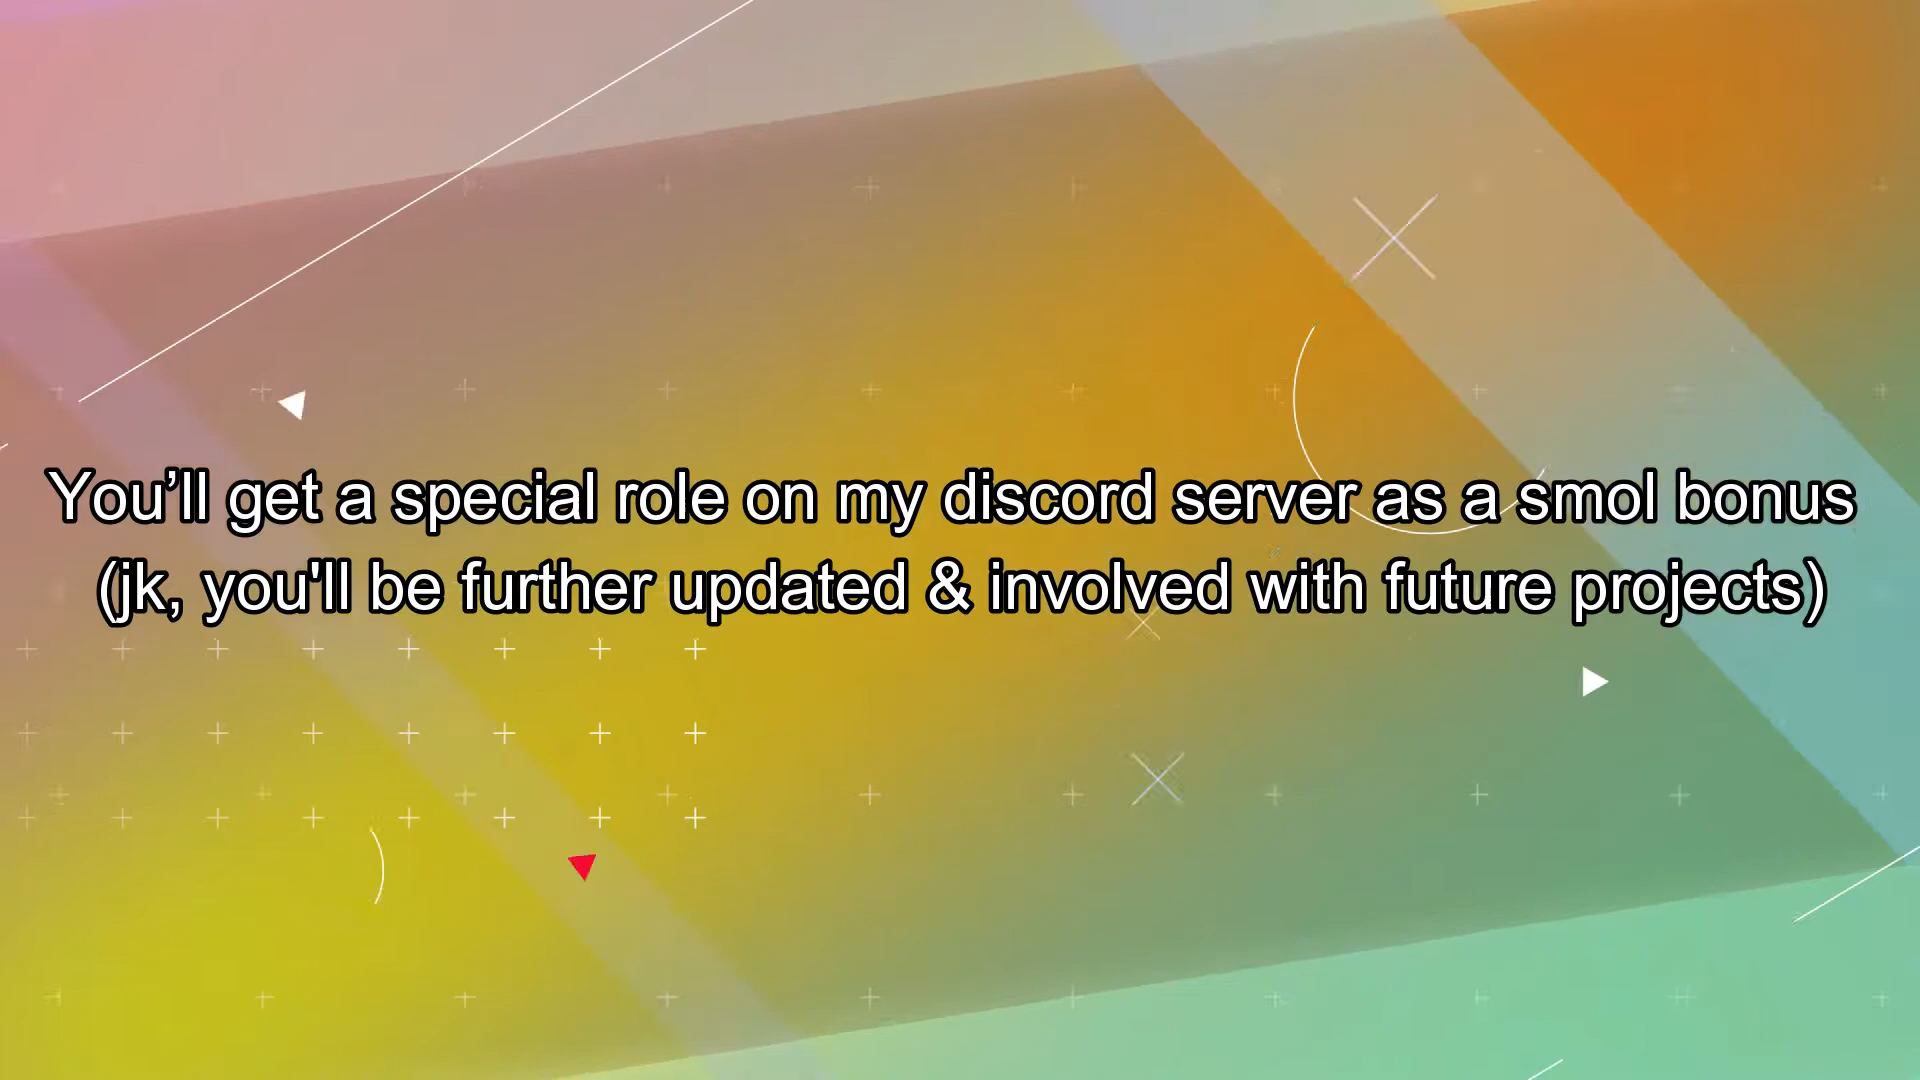 You’ll get a special role on my discord server as a smol bonus
(jk, you'll be further updated & involved with future projects)